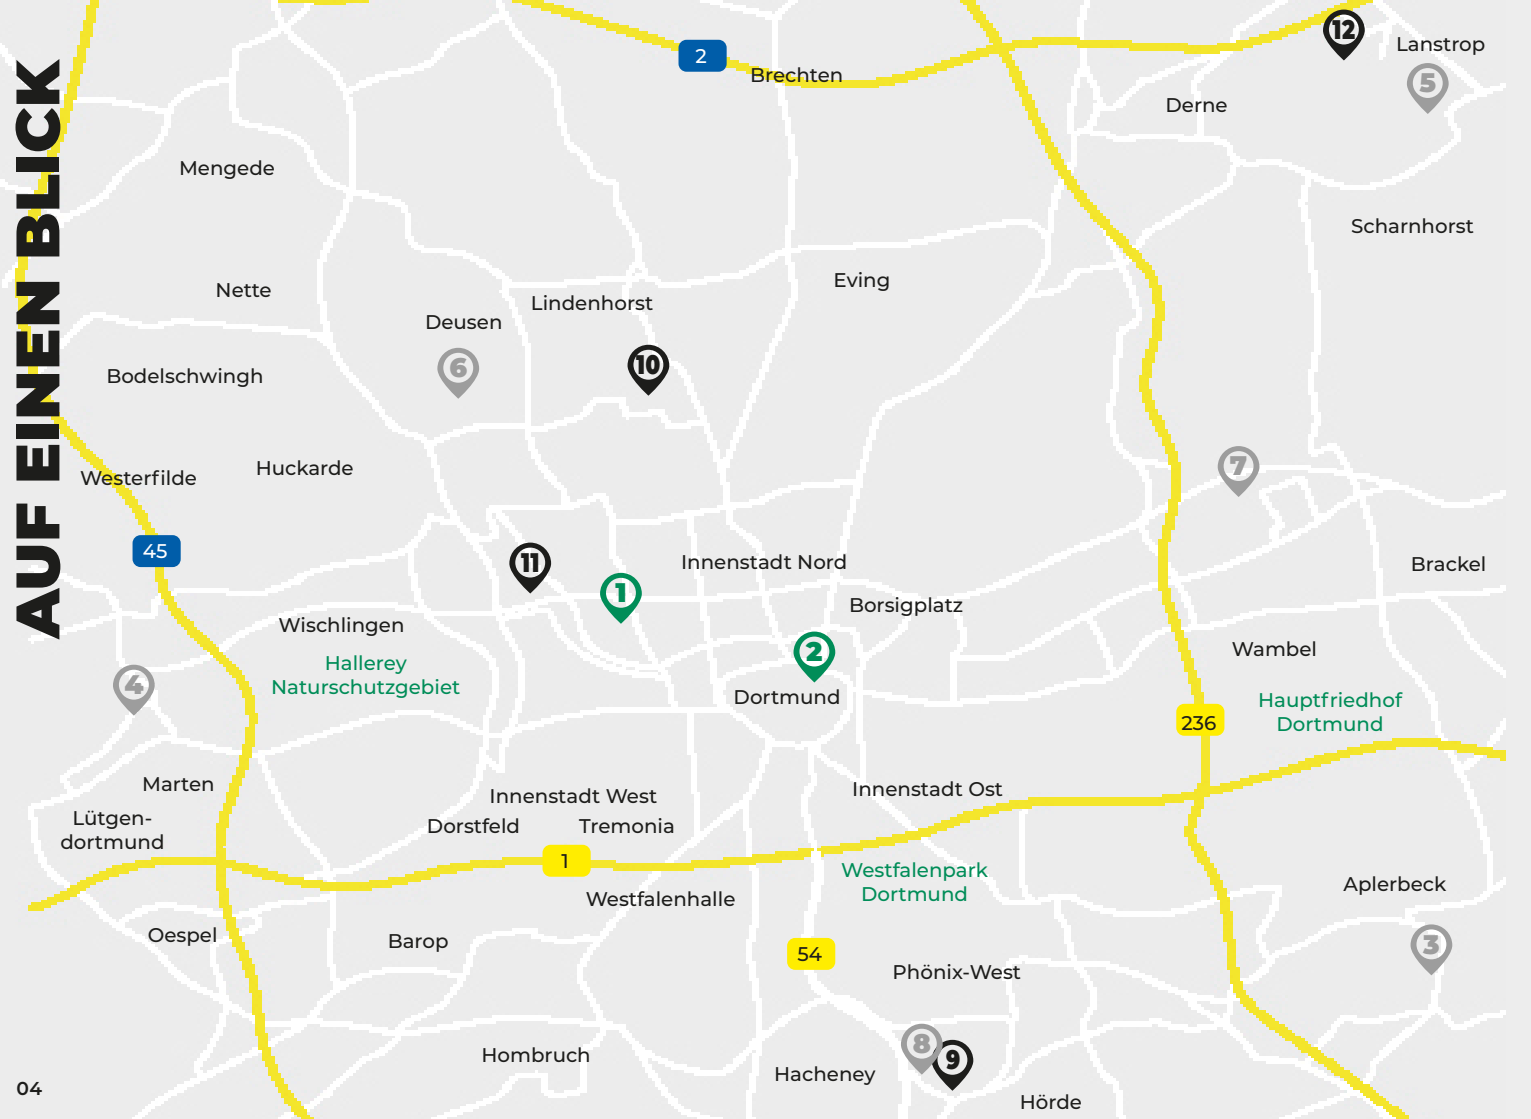 AUF EINEN BLICK
12
Lanstrop
2
Brechten
5
Derne
Mengede
Scharnhorst
Eving
Nette
Lindenhorst
Deusen
10
6
Bodelschwingh
7
Huckarde
Westerfilde
45
11
Innenstadt Nord
Brackel
1
Borsigplatz
Wischlingen
2
Wambel
Hallerey
Naturschutzgebiet
4
Dortmund
Hauptfriedhof
Dortmund
236
Marten
Innenstadt West
Innenstadt Ost
Lütgen-
dortmund
Dorstfeld
Tremonia
1
Westfalenpark
Dortmund
Aplerbeck
Westfalenhalle
Oespel
Barop
3
54
Phönix-West
8
9
Hombruch
Hacheney
04
Hörde